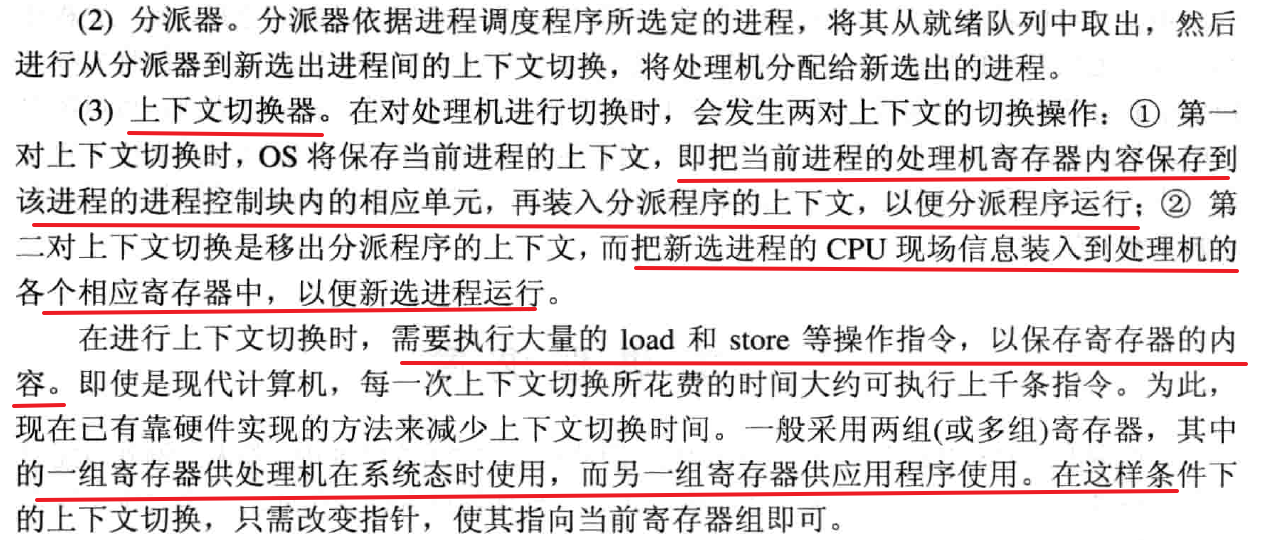 (2) 分派器。分派器依据进程调度程序所选定的进程，将其从就绪队列中取出，然后
进行从分派器到新选出进程间的上下文切换，将处理机分配给新选出的进程。
(3) 上下文切换器。在对处理机进行切换时，会发生两对上下文的切换操作：① 第一
对上下文切换时，OS 将保存当前进程的上下文，即把当前进程的处理机寄存器内容保存到
该进程的进程控制块内的相应单元，再装入分派程序的上下文，以便分派程序运行；② 第
二对上下文切换是移出分派程序的上下文，而把新选进程的 CPU 现场信息装入到处理机的
各个相应寄存器中，以便新选进程运行。
在进行上下文切换时，需要执行大量的 load 和 store 等操作指令，以保存寄存器的内
容。即使是现代计算机，每一次上下文切换所花费的时间大约可执行上千条指令。为此，
现在已有靠硬件实现的方法来减少上下文切换时间。一般采用两组(或多组)寄存器，其中
的一组寄存器供处理机在系统态时使用，而另一组寄存器供应用程序使用。在这样条件下
的上下文切换，只需改变指针，使其指向当前寄存器组即可。